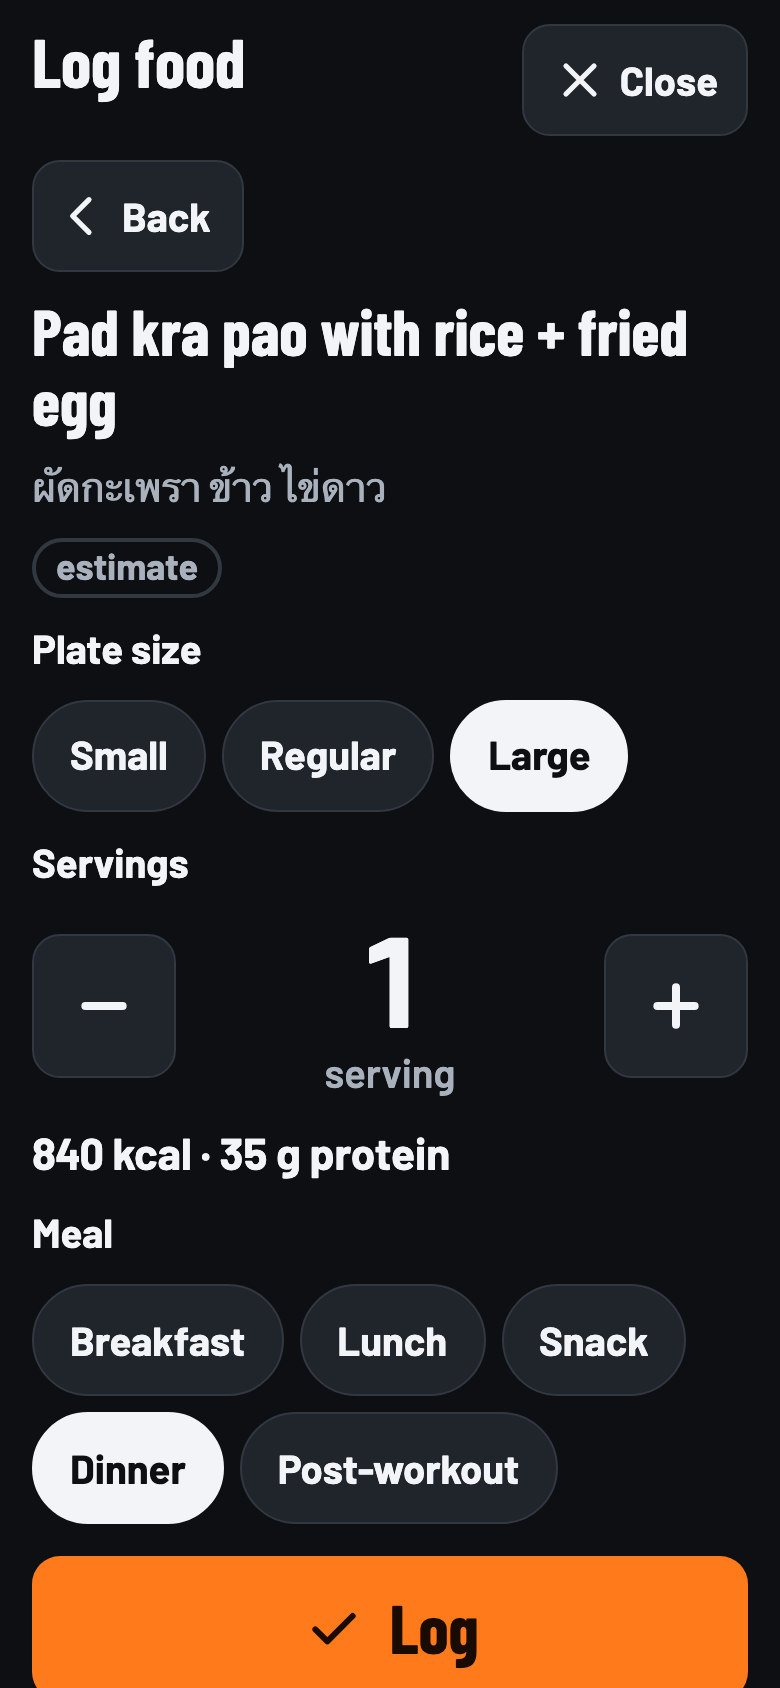 Log food
Close
Back
Pad kra pao with rice + fried
egg
ผัดกะเพรา ข้าว ไข่ดาว
estimate
Plate size
Small
Regular
Large
Servings
1
serving
840 kcal · 35 g protein
Meal
Breakfast
Lunch
Snack
Dinner
Post-workout
Log